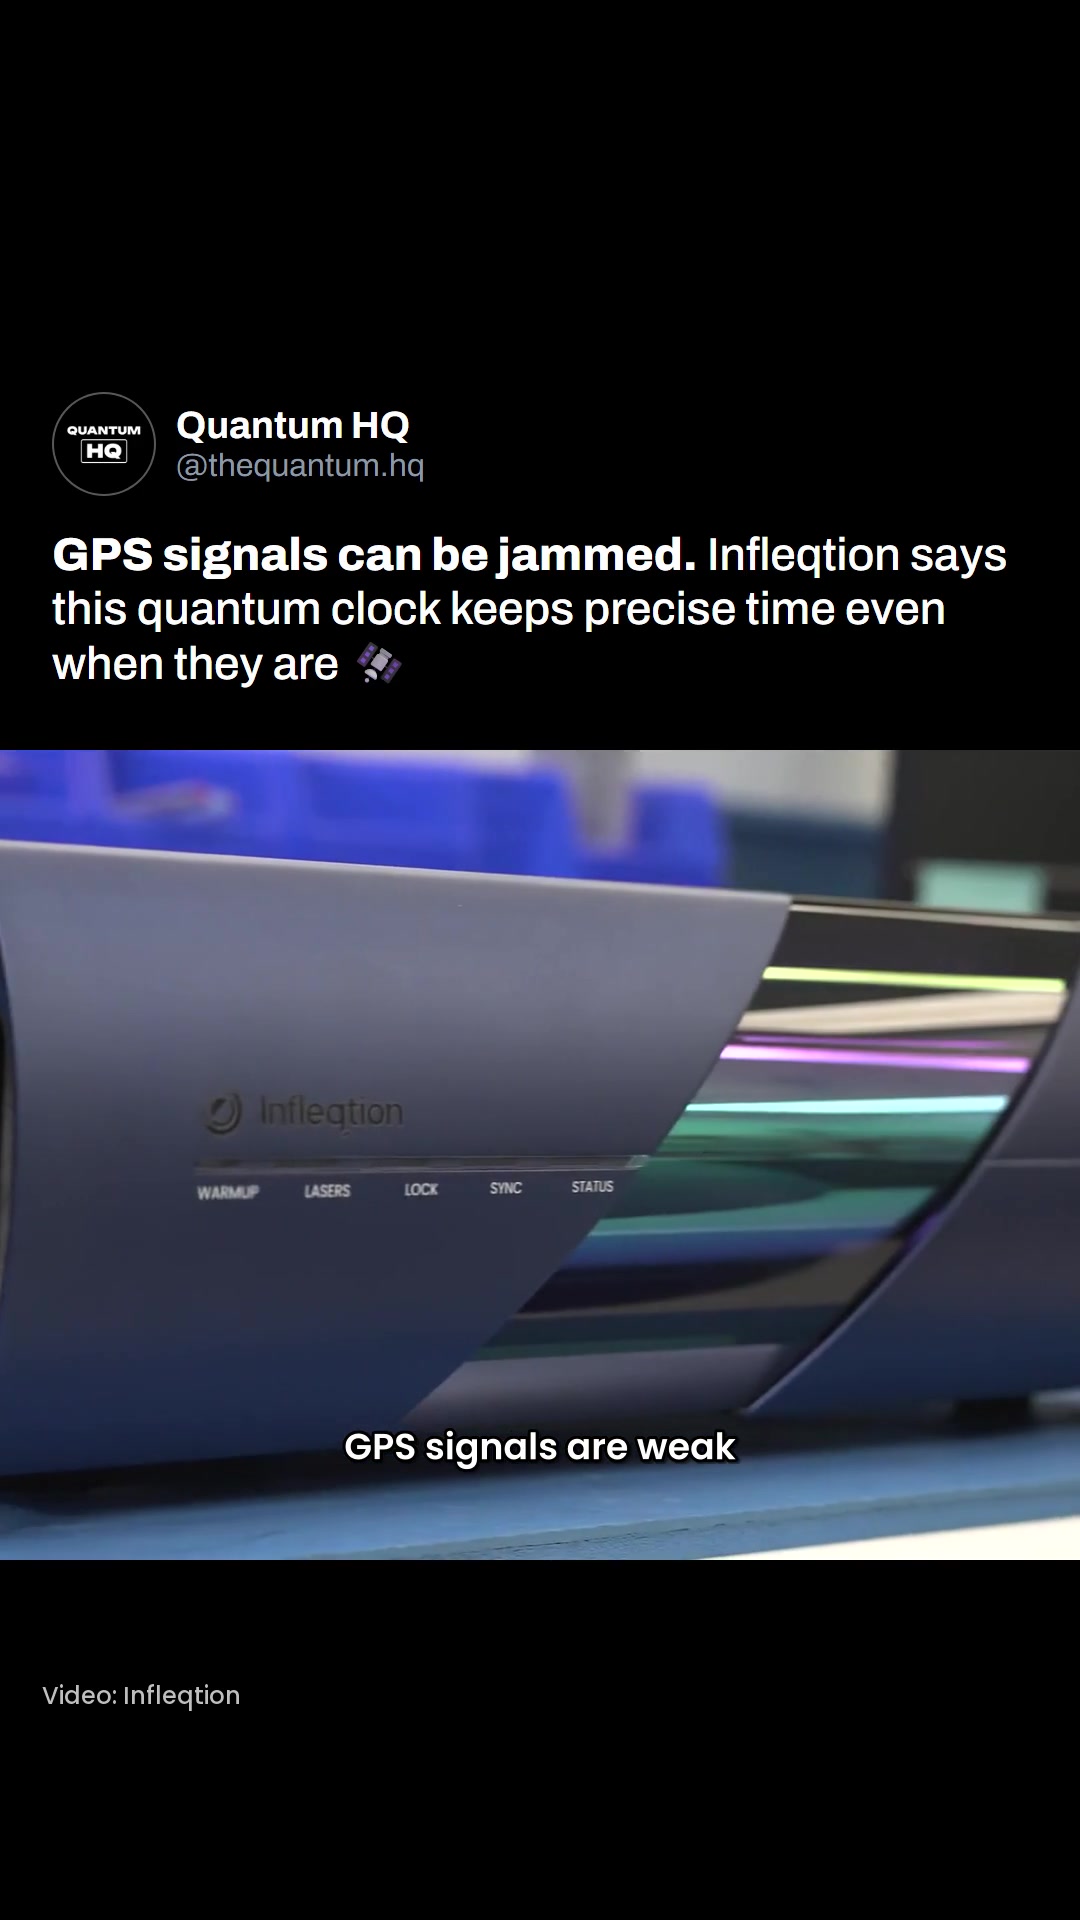 QUANTUM
HQ
Quantum HQ
@thequantum.hq
GPS signals can be jammed. Infleqtion says
this quantum clock keeps precise time even
when they are 🛰️
Infleqtion
WARMUP LASERS LOCK SYNC STATUS
GPS signals are weak
Video: Infleqtion